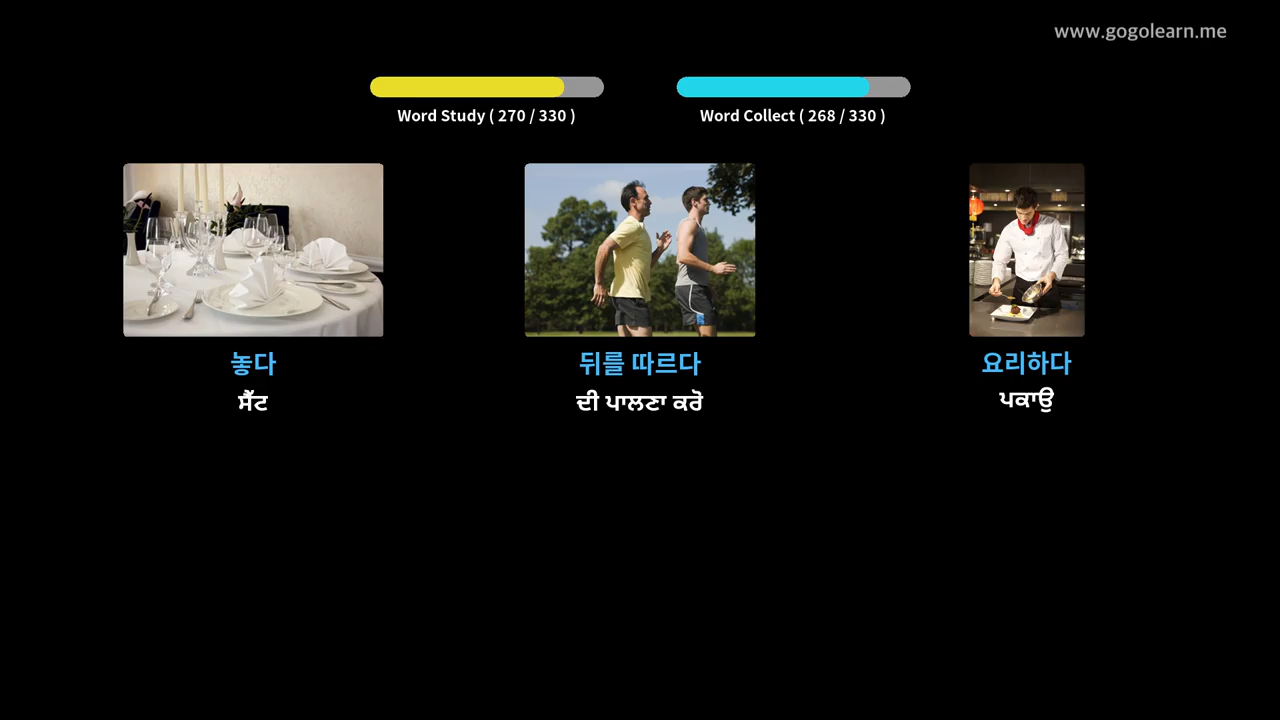 www.gogolearn.me
Word Study ( 270 / 330 )
Word Collect ( 268 / 330 )
놓다
뒤를 따르다
요리하다
ਸੈੱਟ
ਦੀ ਪਾਲਣਾ ਕਰੋ
ਪਕਾਉ